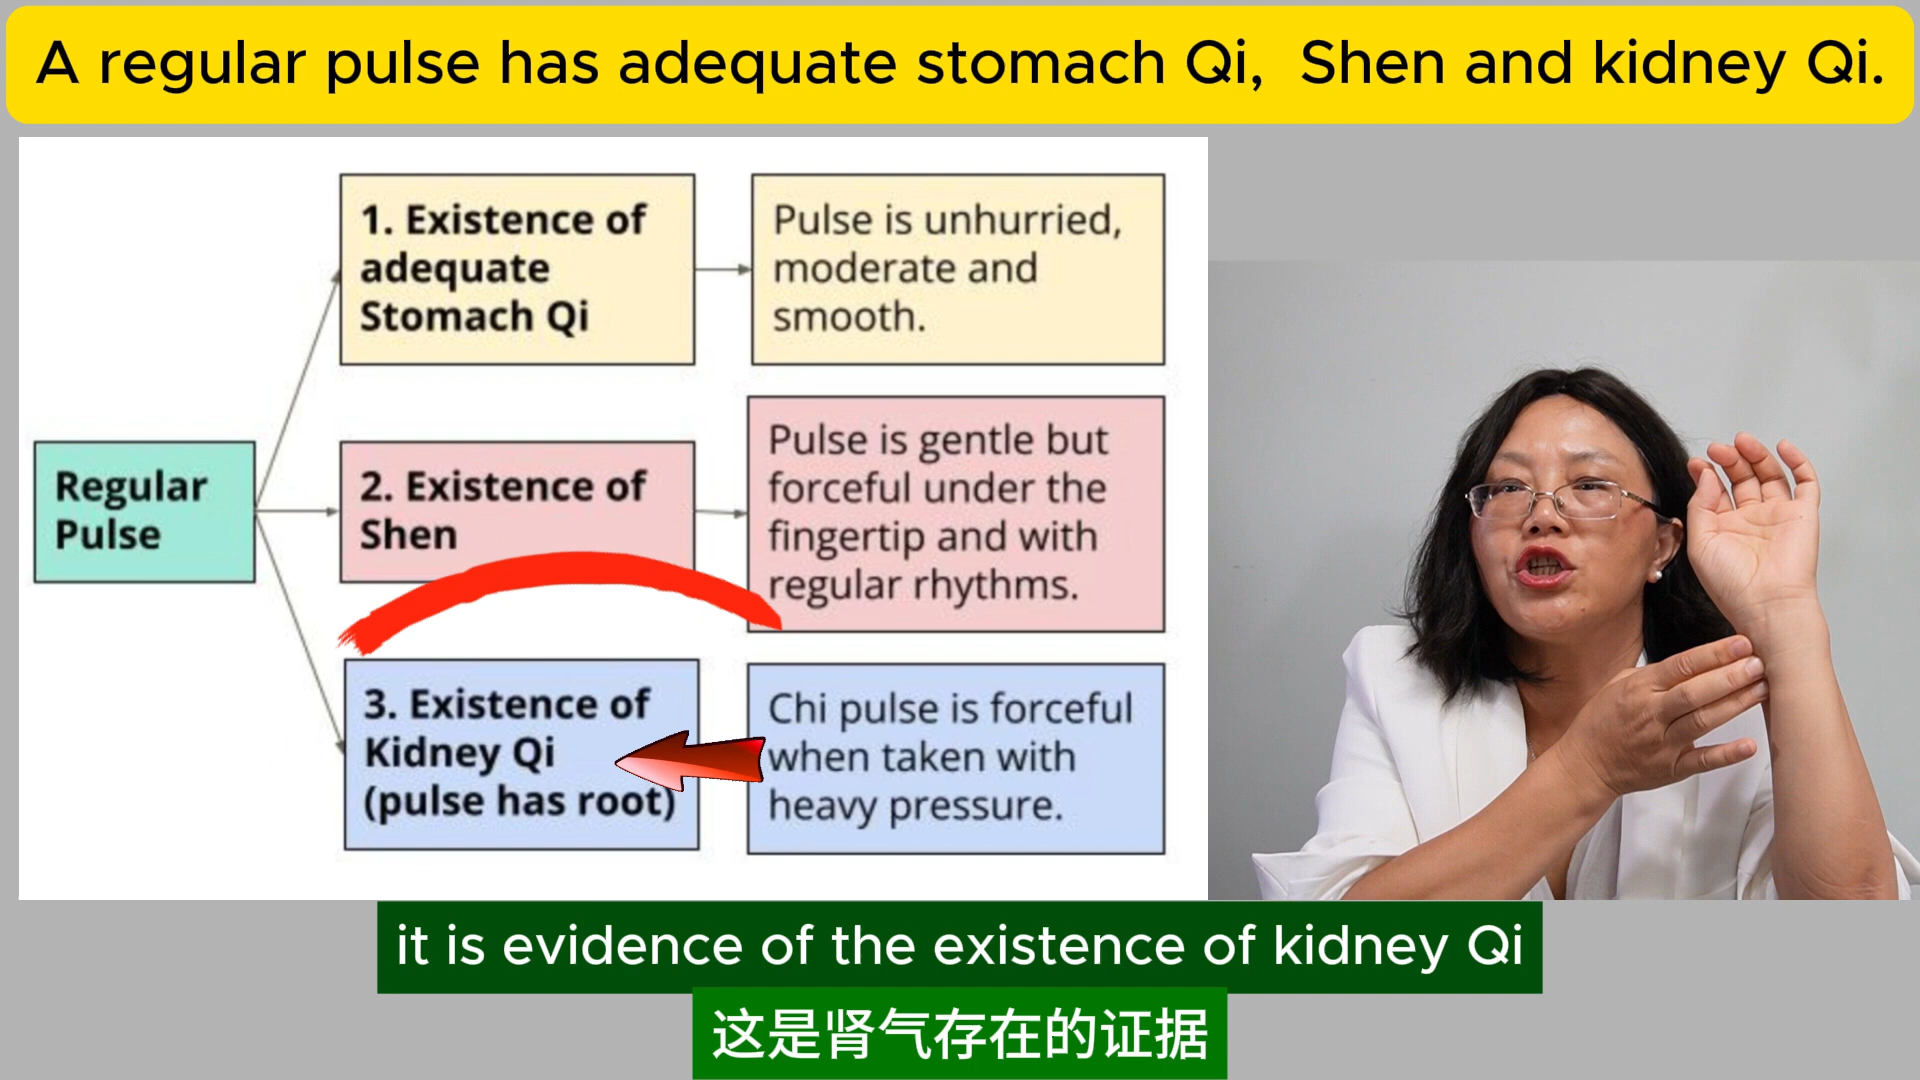 A regular pulse has adequate stomach Qi, Shen and kidney Qi.
1. Existence of
adequate
Stomach Qi
Pulse is unhurried,
moderate and
smooth.
Regular
Pulse
2. Existence of
Shen
Pulse is gentle but
forceful under the
fingertip and with
regular rhythms.
3. Existence of
Kidney Qi
(pulse has root)
Chi pulse is forceful
when taken with
heavy pressure.
it is evidence of the existence of kidney Qi
这是肾气存在的证据